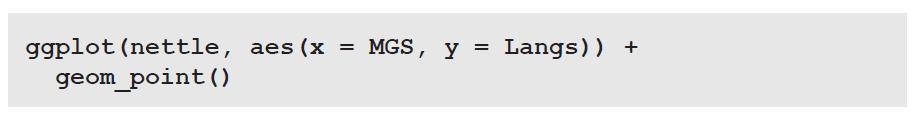 ggplot(nettle, aes(x = MGS, y = Langs)) +
  geom_point()